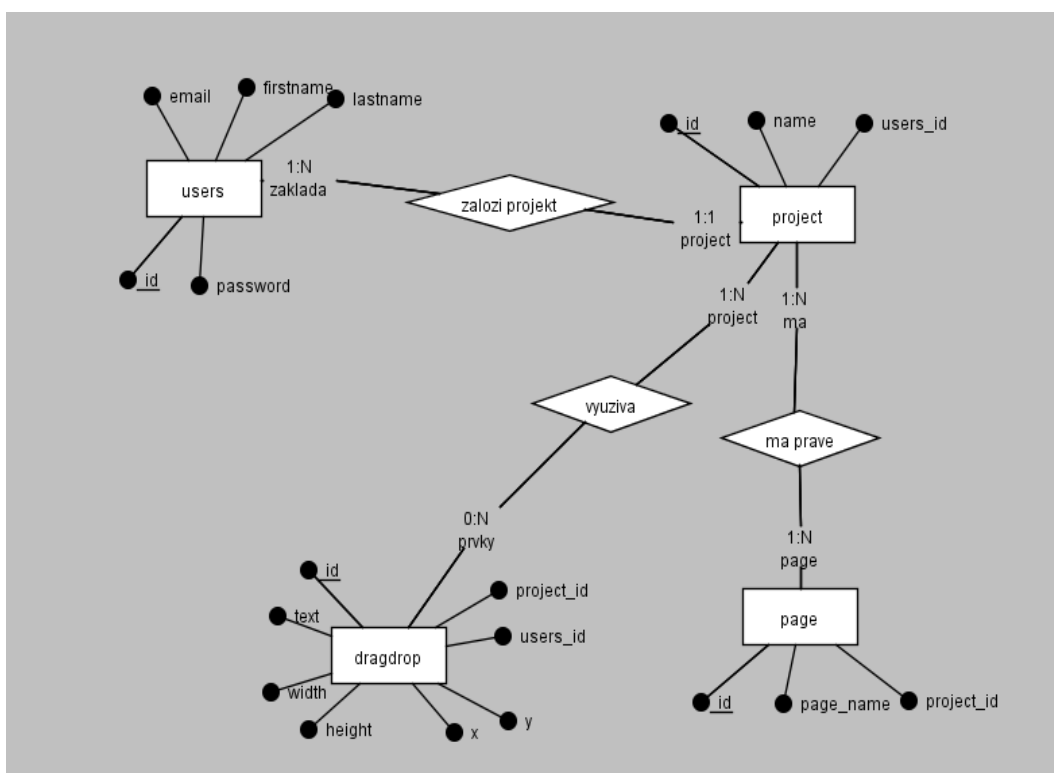 email
firstname
lastname
users
id
password
1:N
zaklada
zalozi projekt
1:1
project
id
name
users_id
project
1:N
project
1:N
ma
vyuziva
ma prave
0:N
prvky
1:N
page
id
text
width
height
x
y
users_id
project_id
dragdrop
page
id
page_name
project_id